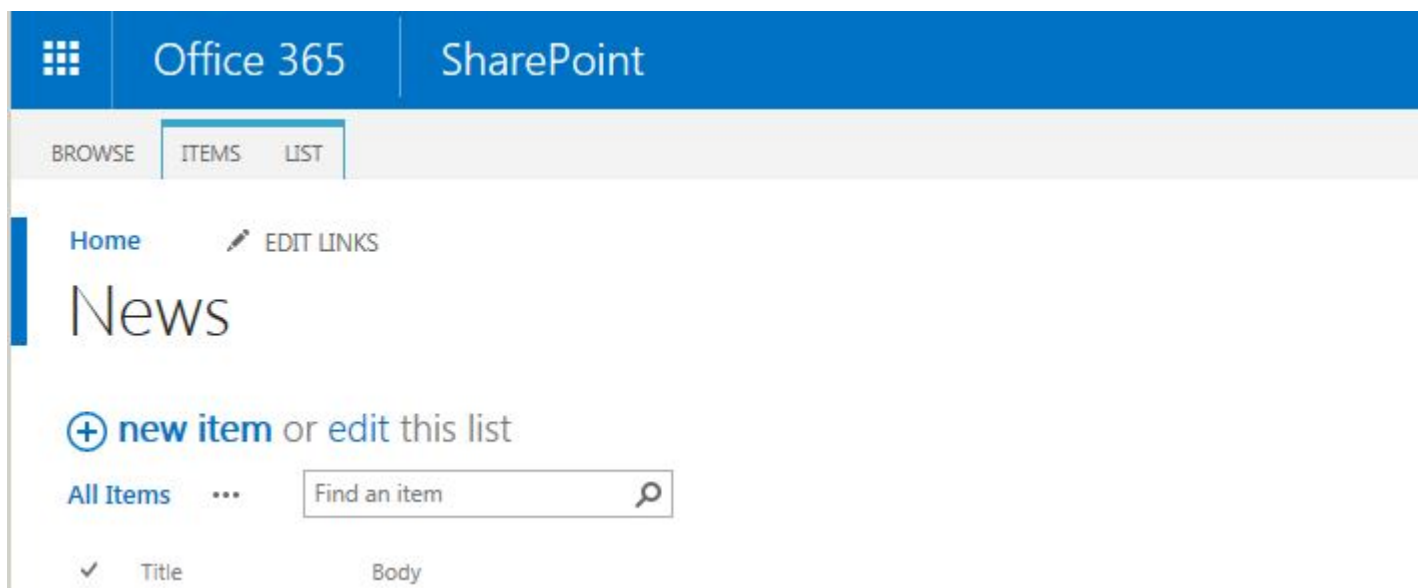 Office 365 SharePoint
BROWSE ITEMS LIST
Home EDIT LINKS
News
new item or edit this list
All Items ... Find an item
Title Body